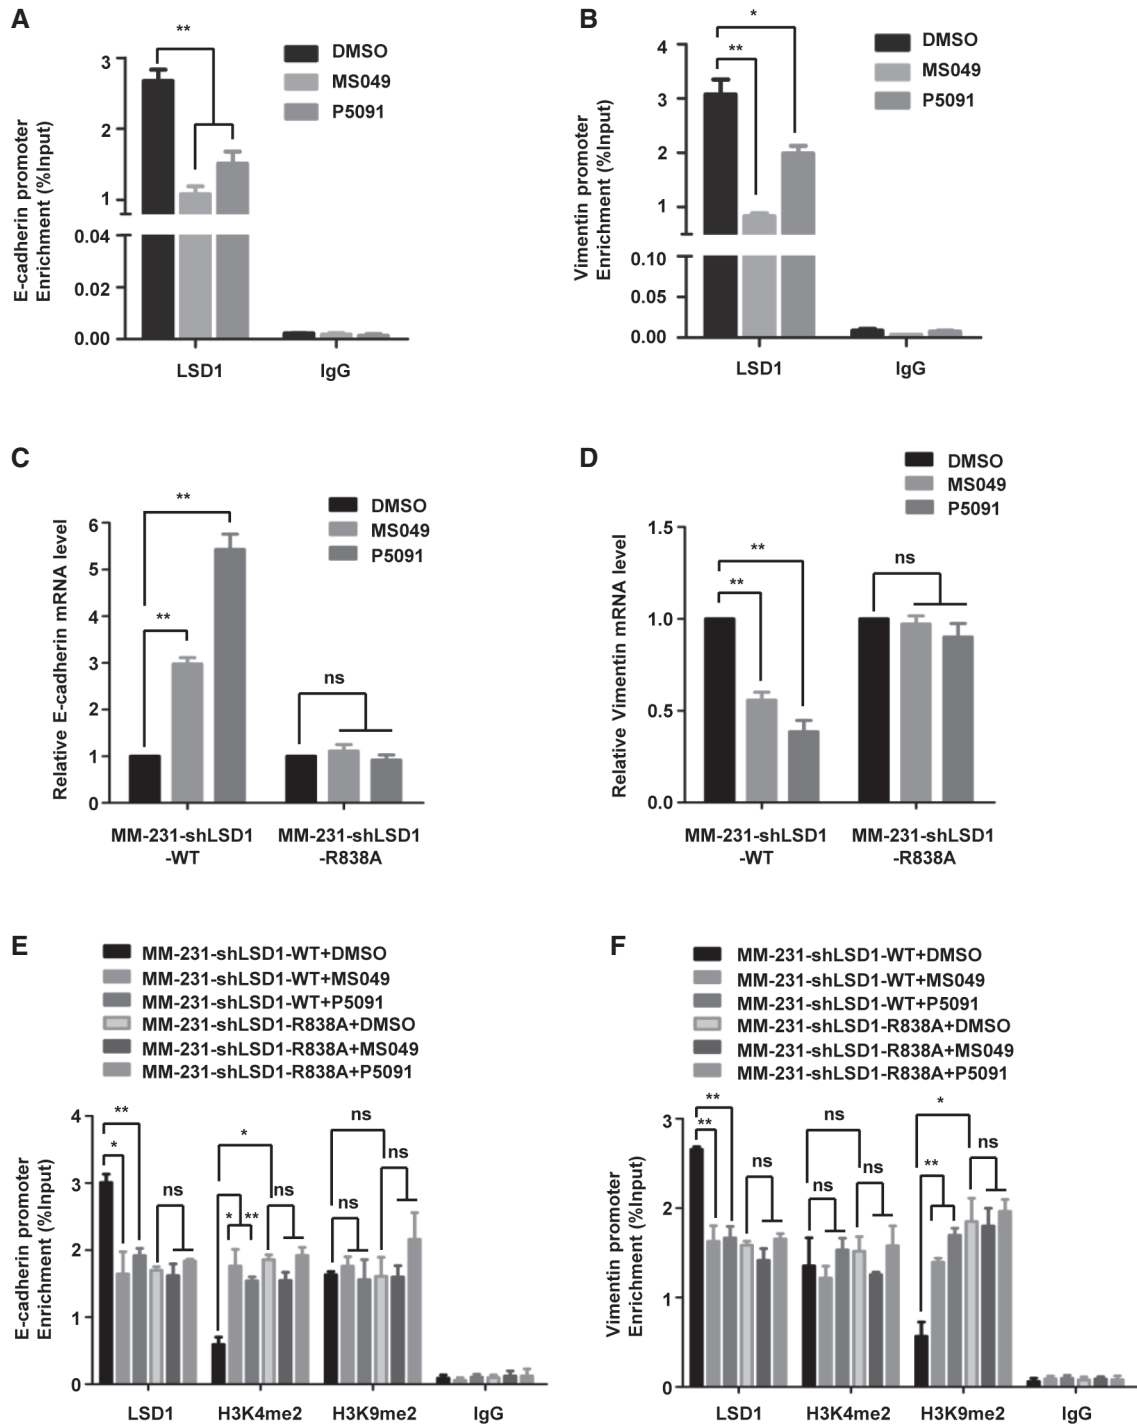 A
**
DMSO
MS049
P5091
E-cadherin promoter
Enrichment (%Input)
3
2
1
0.04
0.02
0.00
LSD1
IgG
B
*
**
DMSO
MS049
P5091
Vimentin promoter
Enrichment (%Input)
4
3
2
1
0.10
0.05
0.00
LSD1
IgG
C
DMSO
MS049
P5091
Relative E-cadherin mRNA level
6
5
4
3
2
1
0
**
**
ns
MM-231-shLSD1
-WT
MM-231-shLSD1
-R838A
D
DMSO
MS049
P5091
Relative Vimentin mRNA level
1.5
1.0
0.5
0.0
**
**
ns
MM-231-shLSD1
-WT
MM-231-shLSD1
-R838A
E
MM-231-shLSD1-WT+DMSO
MM-231-shLSD1-WT+MS049
MM-231-shLSD1-WT+P5091
MM-231-shLSD1-R838A+DMSO
MM-231-shLSD1-R838A+MS049
MM-231-shLSD1-R838A+P5091
E-cadherin promoter
Enrichment (%Input)
4
3
2
1
0
**
*
ns
*
* **
ns
ns
ns
ns
LSD1
H3K4me2
H3K9me2
IgG
F
MM-231-shLSD1-WT+DMSO
MM-231-shLSD1-WT+MS049
MM-231-shLSD1-WT+P5091
MM-231-shLSD1-R838A+DMSO
MM-231-shLSD1-R838A+MS049
MM-231-shLSD1-R838A+P5091
Vimentin promoter
Enrichment (%Input)
3
2
1
0
**
**
ns
ns
ns
ns
*
**
ns
LSD1
H3K4me2
H3K9me2
IgG